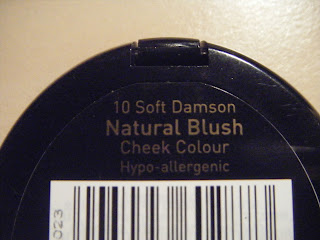 10 Soft Damson
Natural Blush
Cheek Colour
Hypo-allergenic
023